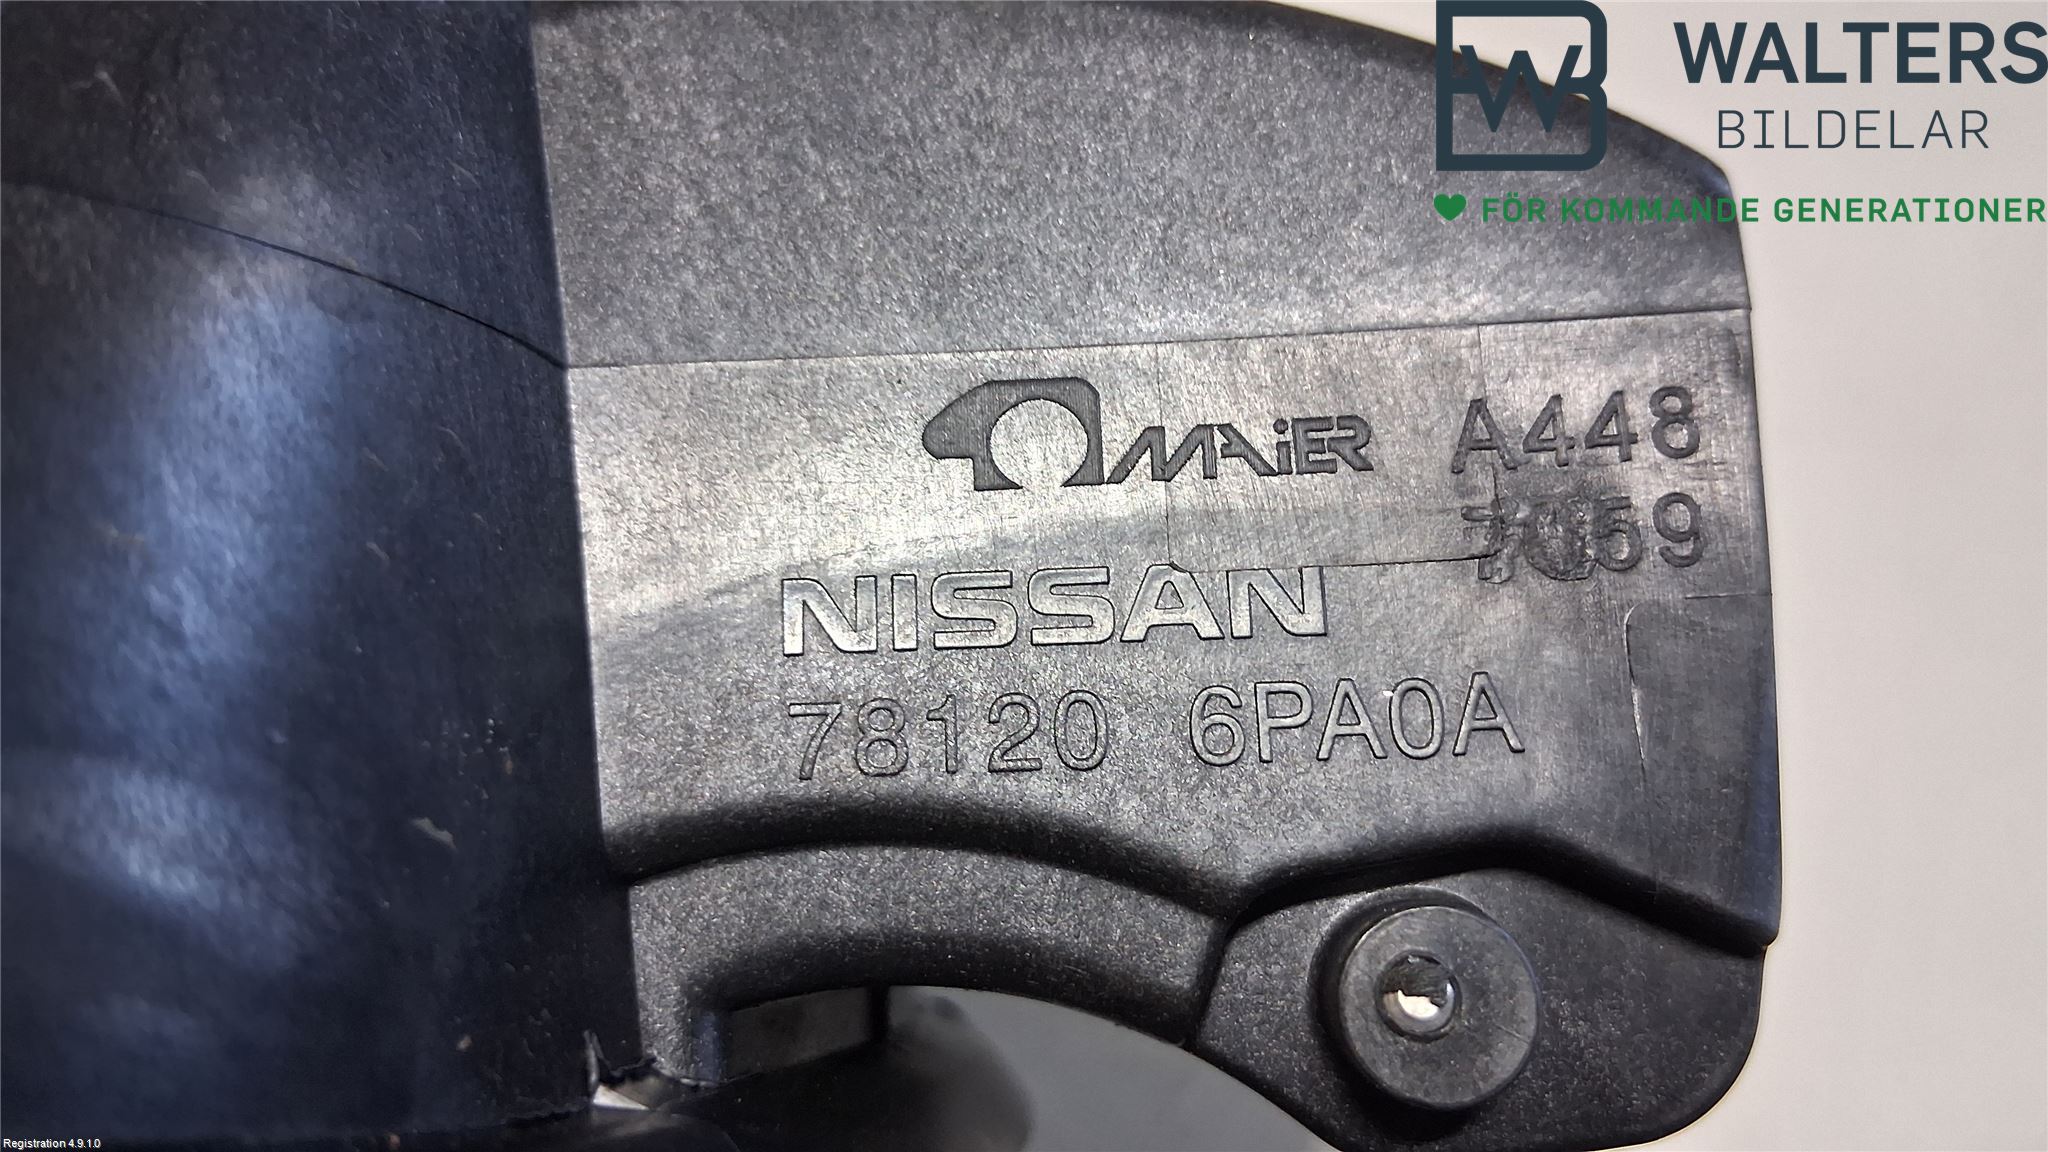 WALTERS
BILDELAR
FÖR KOMMANDE GENERATIONER
MAIER A448
NISSAN
78120 6PA0A
Registration 4.9.1.0